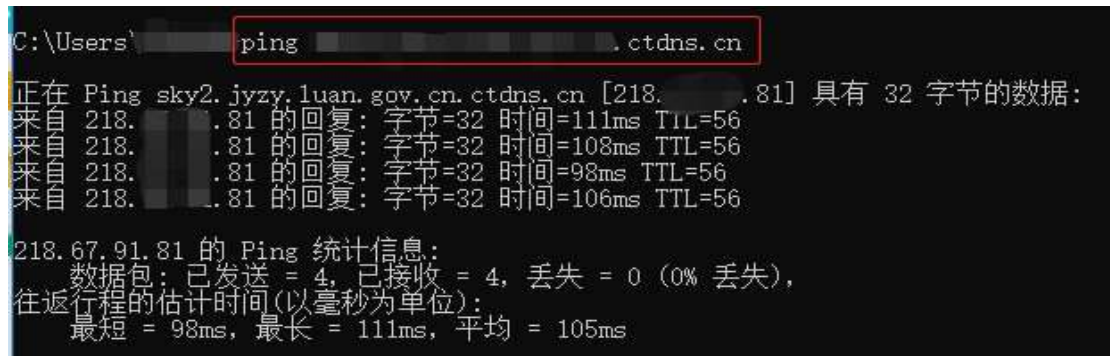 C:\Users\ ping .ctdns.cn
正在 Ping sky2.jyzy.luan.gov.cn.ctdns.cn [218. .81] 具有 32 字节的数据:
来自 218. .81 的回复: 字节=32 时间=111ms TTL=56
来自 218. .81 的回复: 字节=32 时间=108ms TTL=56
来自 218. .81 的回复: 字节=32 时间=98ms TTL=56
来自 218. .81 的回复: 字节=32 时间=106ms TTL=56
218.67.91.81 的 Ping 统计信息:
数据包: 已发送 = 4, 已接收 = 4, 丢失 = 0 (0% 丢失),
往返行程的估计时间(以毫秒为单位):
最短 = 98ms, 最长 = 111ms, 平均 = 105ms